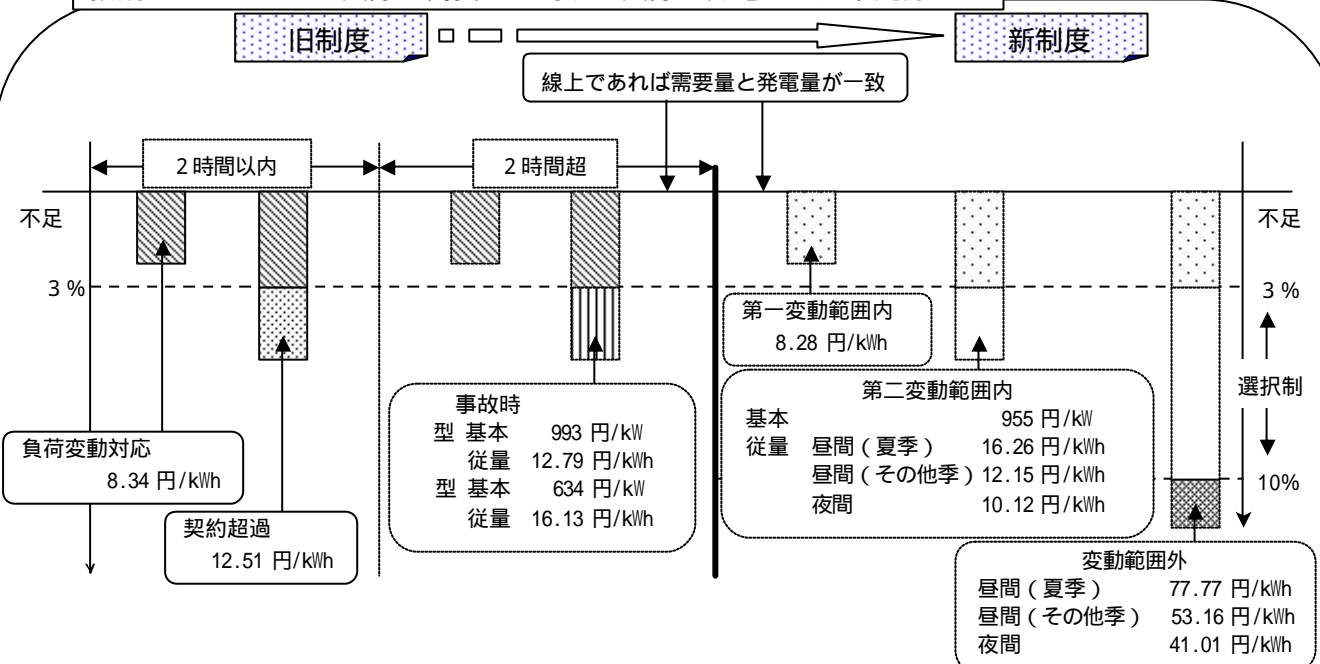 旧制度
新制度
線上であれば需要量と発電量が一致
2時間以内
2時間超
不足
不足
3%
3%
第一変動範囲内
8.28 円/kWh
選択制
事故時
型 基本 993 円/kW
従量 12.79 円/kWh
型 基本 634 円/kW
従量 16.13 円/kWh
第二変動範囲内
基本 955 円/kW
従量 昼間(夏季) 16.26 円/kWh
昼間(その他季) 12.15 円/kWh
夜間 10.12 円/kWh
負荷変動対応
8.34 円/kWh
10%
契約超過
12.51 円/kWh
変動範囲外
昼間(夏季) 77.77 円/kWh
昼間(その他季) 53.16 円/kWh
夜間 41.01 円/kWh